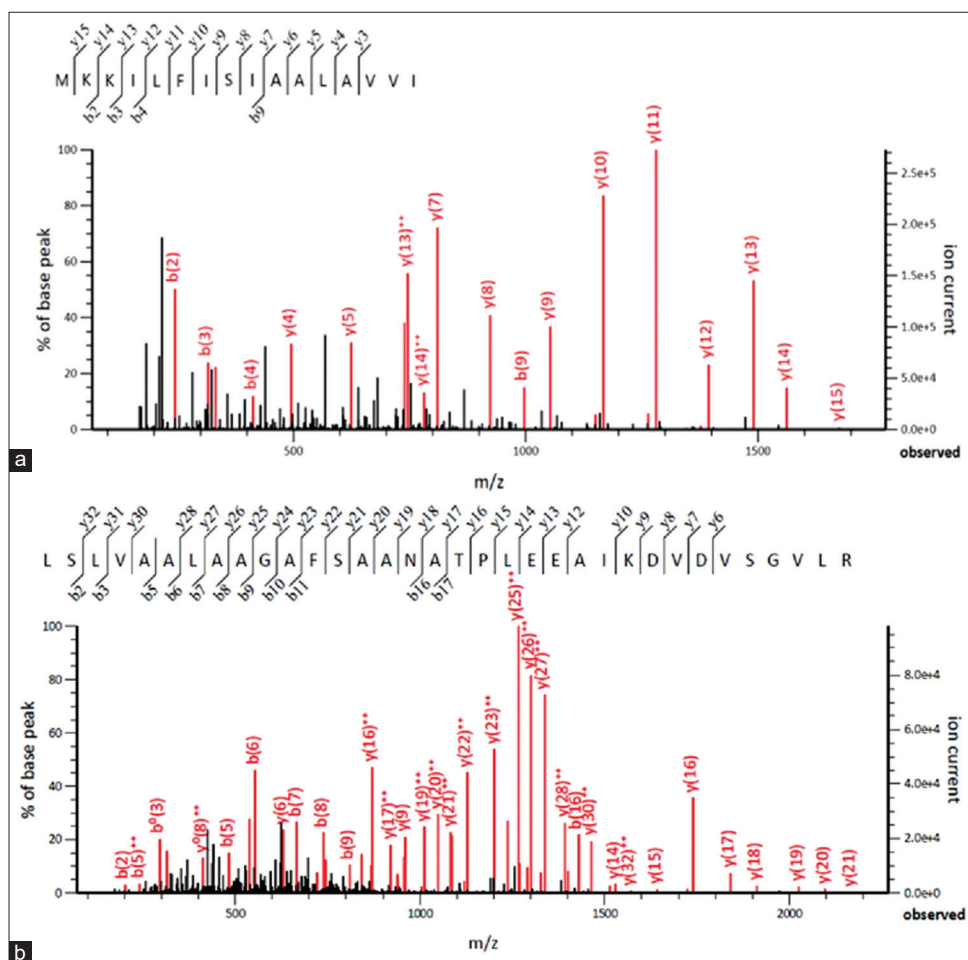 y15 y14 y13 y12 y11 y10 y9 y8 y7 y6 y5 y4 y3
M K K I L F I S I A A L A V V I
b2 b3 b4 b9
% of base peak
100
80
60
40
20
0
b(2) b(3) b(4) y(4) y(5) y(13)++ y(14)++ y(7) y(8) b(9) y(9) y(10) y(11) y(12) y(13) y(14) y(15)
2.5e+5
2.0e+5
1.5e+5
1.0e+5
5.0e+4
0.0e+0
ion current
500 1000 1500 observed
m/z
a
y32 y31 y30 y28 y27 y26 y25 y24 y23 y22 y21 y20 y19 y18 y17 y16 y15 y14 y13 y12 y10 y9 y8 y7 y6
L S L V A A L A A G A F S A A N A T P L E E A I K D V D V S G V L R
b2 b3 b5 b6 b7 b8 b9 b10 b11 b16 b17
% of base peak
100
80
60
40
20
0
b(2) b(5)++ b⁰(3) y⁰(8)++ b(5) b(6) y(6) b(7) b(8) b(9) y(16)++ y(17)++ y(9) y(19)++ y(20)++ y(21)++ y(22)++ y(23)++ y(25)++ y(26)++ y(27)++ y(28)++ b(16) y(30)++ y(14) y(32)++ y(15) y(16) y(17) y(18) y(19) y(20) y(21)
8.0e+4
6.0e+4
4.0e+4
2.0e+4
0.0e+0
ion current
500 1000 1500 2000 observed
m/z
b